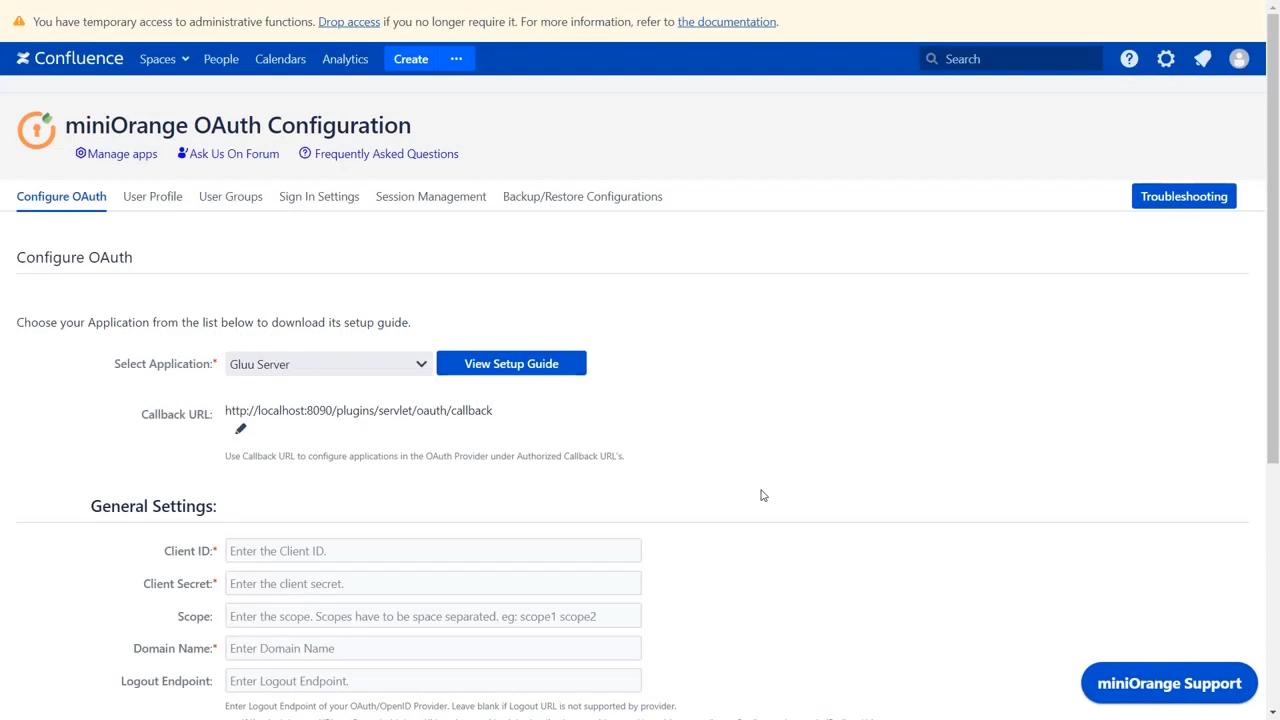 You have temporary access to administrative functions. Drop access if you no longer require it. For more information, refer to the documentation.
Confluence Spaces People Calendars Analytics Create ••• Search
miniOrange OAuth Configuration
Manage apps Ask Us On Forum Frequently Asked Questions
Configure OAuth User Profile User Groups Sign In Settings Session Management Backup/Restore Configurations Troubleshooting
Configure OAuth
Choose your Application from the list below to download its setup guide.
Select Application:* Gluu Server View Setup Guide
Callback URL: http://localhost:8090/plugins/servlet/oauth/callback
Use Callback URL to configure applications in the OAuth Provider under Authorized Callback URL's.
General Settings:
Client ID:* Enter the Client ID.
Client Secret:* Enter the client secret.
Scope: Enter the scope. Scopes have to be space separated. eg: scope1 scope2
Domain Name:* Enter Domain Name
Logout Endpoint: Enter Logout Endpoint.
miniOrange Support
Enter Logout Endpoint of your OAuth/OpenID Provider. Leave blank if Logout URL is not supported by provider.